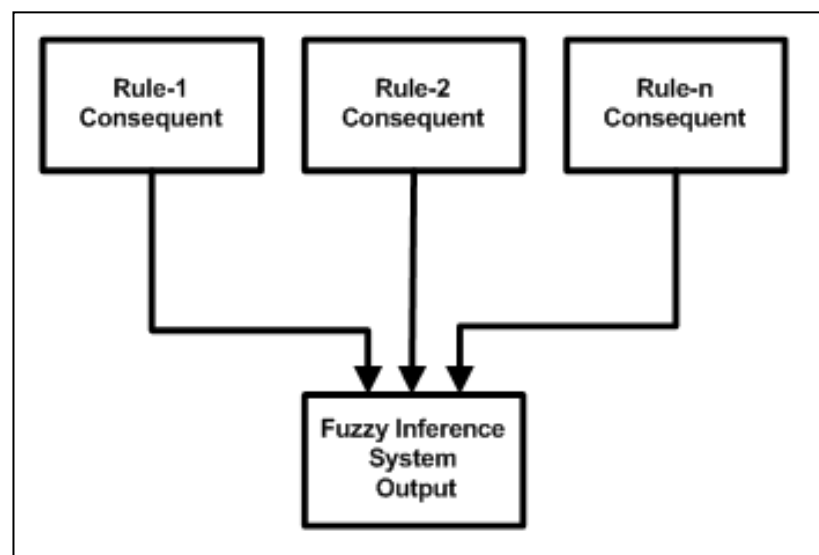 Rule-1
Consequent
Rule-2
Consequent
Rule-n
Consequent
Fuzzy Inference
System
Output